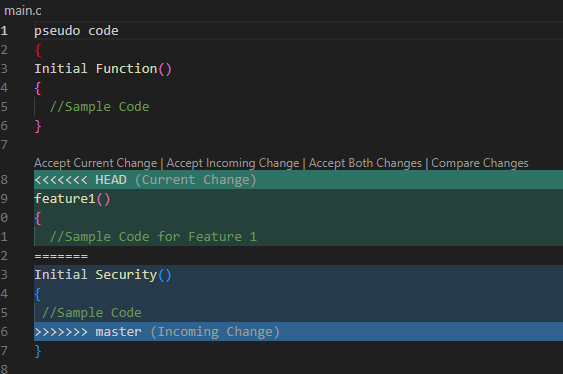 main.c
1 pseudo code
2 {
3 Initial Function()
4 {
5 //Sample Code
6 }
7
Accept Current Change | Accept Incoming Change | Accept Both Changes | Compare Changes
8 <<<<<<< HEAD (Current Change)
9 feature1()
0 {
1 //Sample Code for Feature 1
2 =======
3 Initial Security()
4 {
5 //Sample Code
6 >>>>>>> master (Incoming Change)
7 }
8